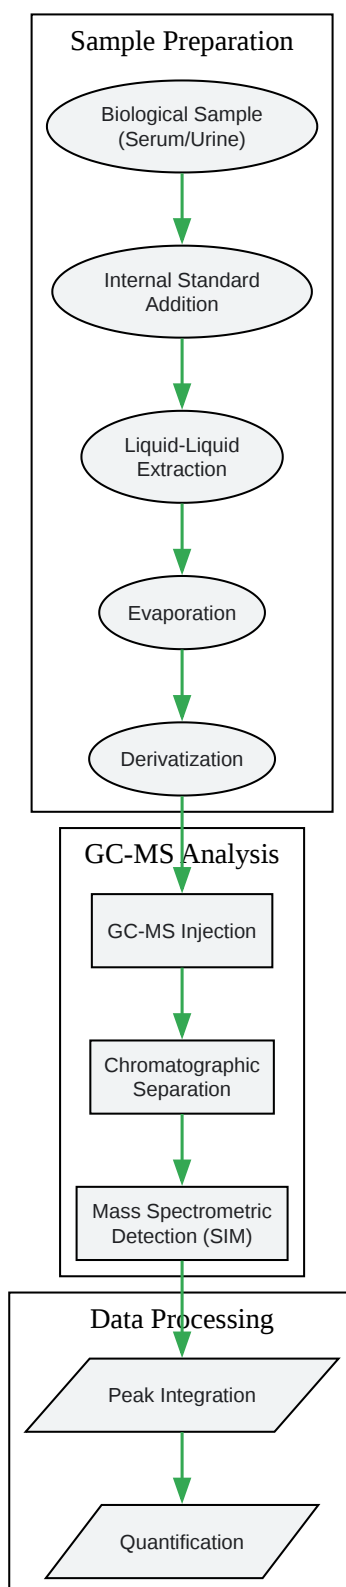 Sample Preparation
Biological Sample
(Serum/Urine)
Internal Standard
Addition
Liquid-Liquid
Extraction
Evaporation
Derivatization
GC-MS Analysis
GC-MS Injection
Chromatographic
Separation
Mass Spectrometric
Detection (SIM)
Data Processing
Peak Integration
Quantification